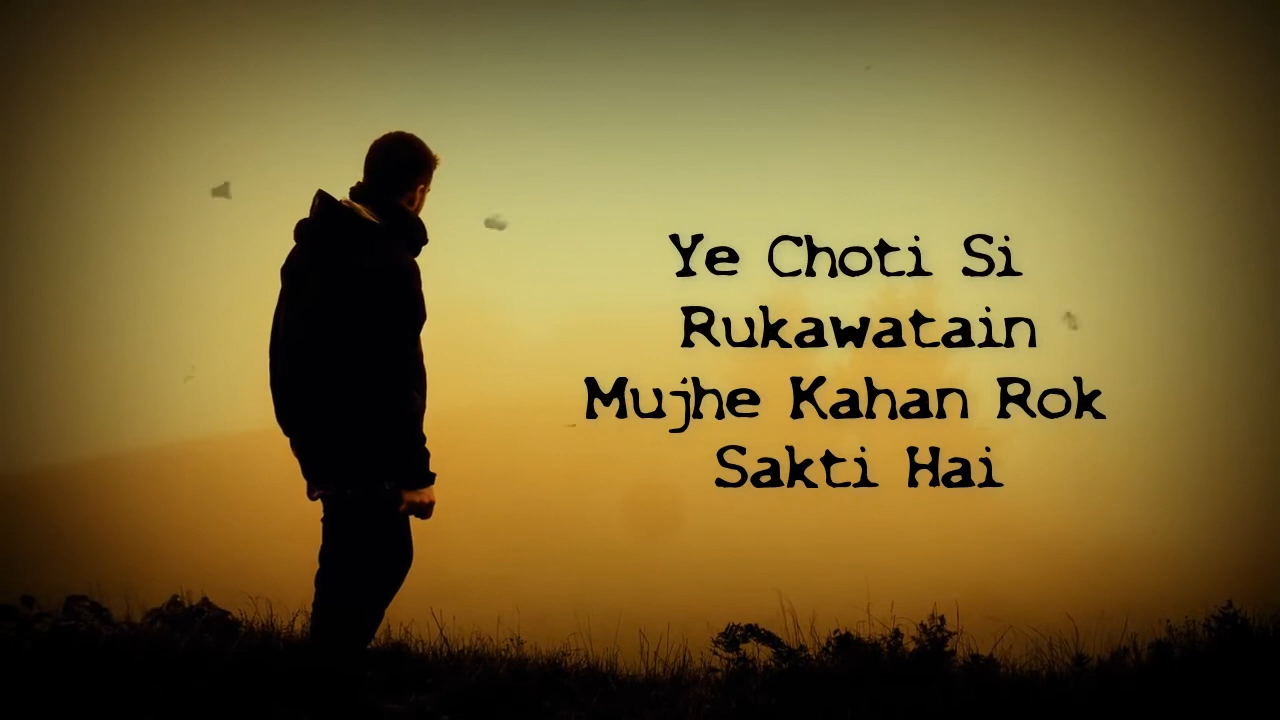 Ye Choti Si
Rukawatain
Mujhe Kahan Rok
Sakti Hai